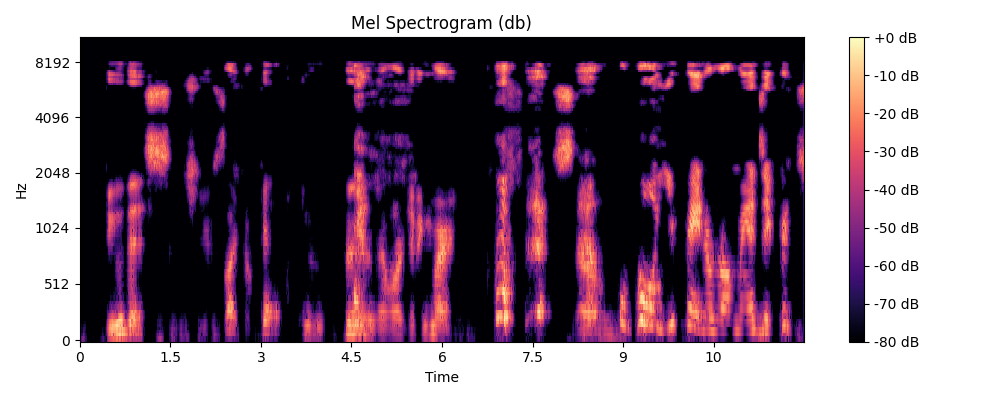 Mel Spectrogram (db)
Hz
8192
4096
2048
1024
512
0
0
1.5
3
4.5
6
7.5
9
10
Time
+0 dB
-10 dB
-20 dB
-30 dB
-40 dB
-50 dB
-60 dB
-70 dB
-80 dB